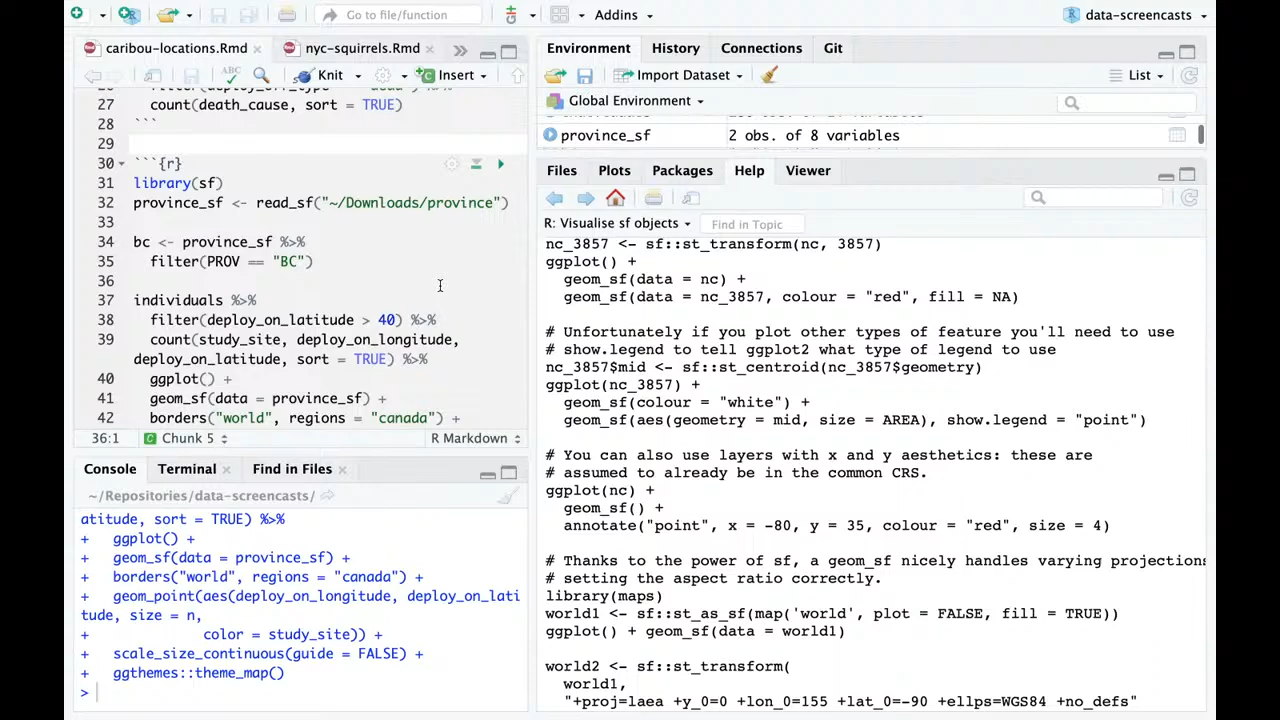 Go to file/function
Addins
data-screencasts
caribou-locations.Rmd
nyc-squirrels.Rmd
ABC
Knit
Insert
27 count(death_cause, sort = TRUE)
28 ```
29
30 ```{r}
31 library(sf)
32 province_sf <- read_sf("~/Downloads/province")
33
34 bc <- province_sf %>%
35 filter(PROV == "BC")
36
37 individuals %>%
38 filter(deploy_on_latitude > 40) %>%
39 count(study_site, deploy_on_longitude,
deploy_on_latitude, sort = TRUE) %>%
40 ggplot() +
41 geom_sf(data = province_sf) +
42 borders("world", regions = "canada") +
36:1 Chunk 5 R Markdown
Console Terminal Find in Files
~/Repositories/data-screencasts/
atitude, sort = TRUE) %>%
+ ggplot() +
+ geom_sf(data = province_sf) +
+ borders("world", regions = "canada") +
+ geom_point(aes(deploy_on_longitude, deploy_on_lati
tude, size = n,
+ color = study_site)) +
+ scale_size_continuous(guide = FALSE) +
+ ggthemes::theme_map()
>
Environment History Connections Git
Import Dataset List
Global Environment
province_sf 2 obs. of 8 variables
Files Plots Packages Help Viewer
R: Visualise sf objects Find in Topic
nc_3857 <- sf::st_transform(nc, 3857)
ggplot() +
geom_sf(data = nc) +
geom_sf(data = nc_3857, colour = "red", fill = NA)
# Unfortunately if you plot other types of feature you'll need to use
# show.legend to tell ggplot2 what type of legend to use
nc_3857$mid <- sf::st_centroid(nc_3857$geometry)
ggplot(nc_3857) +
geom_sf(colour = "white") +
geom_sf(aes(geometry = mid, size = AREA), show.legend = "point")
# You can also use layers with x and y aesthetics: these are
# assumed to already be in the common CRS.
ggplot(nc) +
geom_sf() +
annotate("point", x = -80, y = 35, colour = "red", size = 4)
# Thanks to the power of sf, a geom_sf nicely handles varying projections
# setting the aspect ratio correctly.
library(maps)
world1 <- sf::st_as_sf(map('world', plot = FALSE, fill = TRUE))
ggplot() + geom_sf(data = world1)
world2 <- sf::st_transform(
world1,
"+proj=laea +y_0=0 +lon_0=155 +lat_0=-90 +ellps=WGS84 +no_defs"